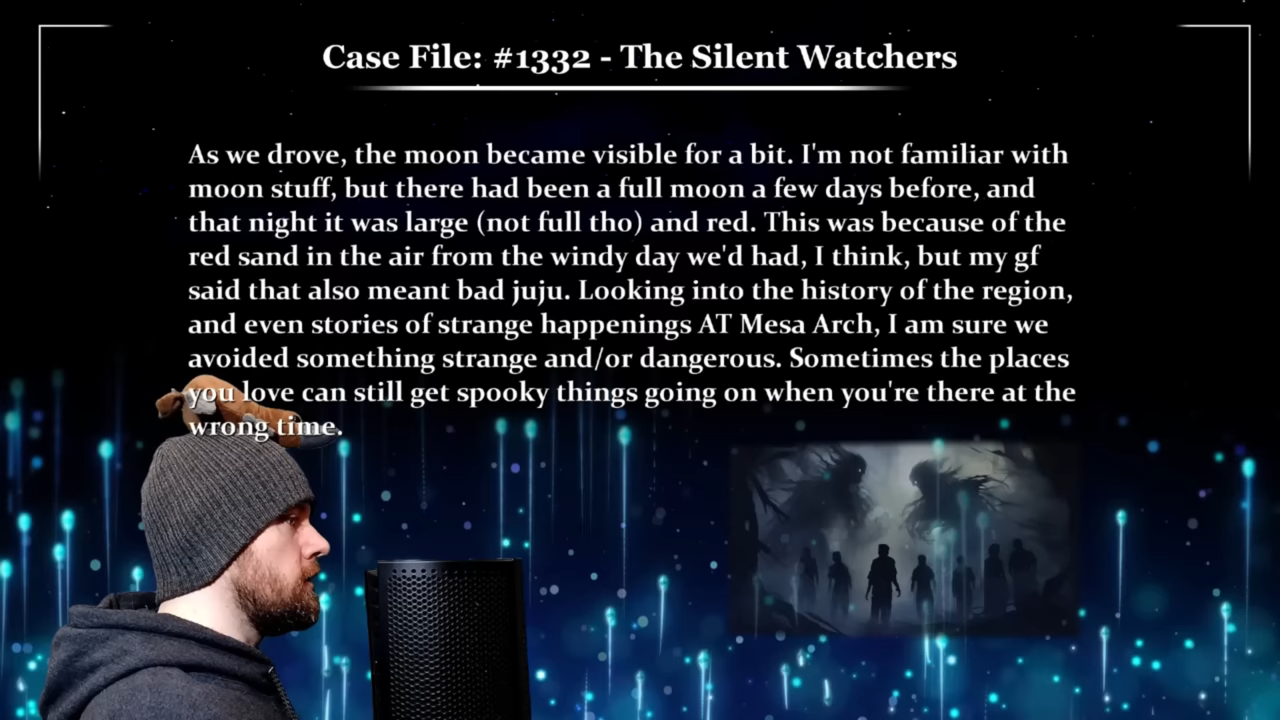 Case File: #1332 - The Silent Watchers
As we drove, the moon became visible for a bit. I'm not familiar with
moon stuff, but there had been a full moon a few days before, and
that night it was large (not full tho) and red. This was because of the
red sand in the air from the windy day we'd had, I think, but my gf
said that also meant bad juju. Looking into the history of the region,
and even stories of strange happenings AT Mesa Arch, I am sure we
avoided something strange and/or dangerous. Sometimes the places
you love can still get spooky things going on when you're there at the
wrong time.